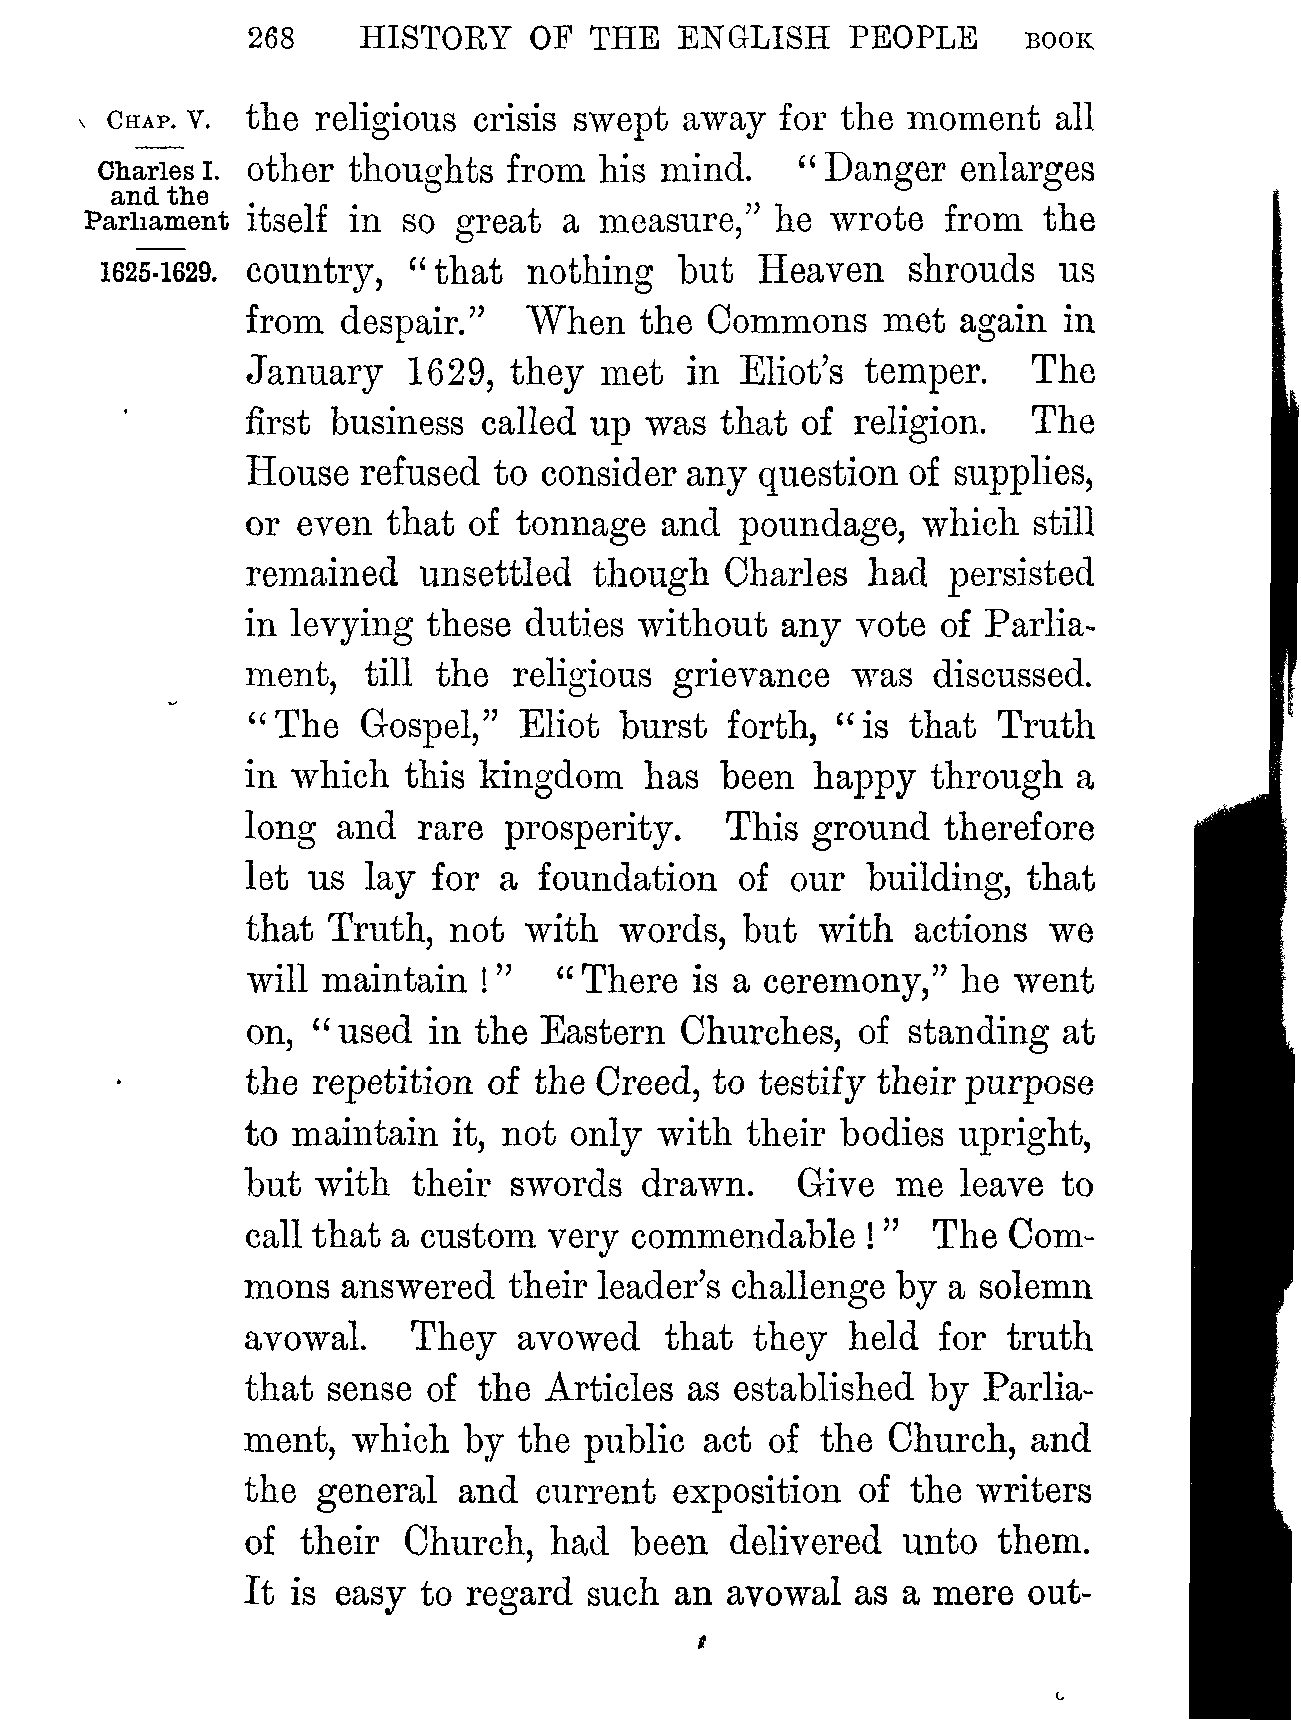 268 HISTORY OF THE ENGLISH PEOPLE BOOK
CHAP. V.
Charles I.
and the
Parliament
1625-1629.
the religious crisis swept away for the moment all
other thoughts from his mind. “Danger enlarges
itself in so great a measure,” he wrote from the
country, “that nothing but Heaven shrouds us
from despair.” When the Commons met again in
January 1629, they met in Eliot’s temper. The
first business called up was that of religion. The
House refused to consider any question of supplies,
or even that of tonnage and poundage, which still
remained unsettled though Charles had persisted
in levying these duties without any vote of Parlia-
ment, till the religious grievance was discussed.
“The Gospel,” Eliot burst forth, “is that Truth
in which this kingdom has been happy through a
long and rare prosperity. This ground therefore
let us lay for a foundation of our building, that
that Truth, not with words, but with actions we
will maintain!” “There is a ceremony,” he went
on, “used in the Eastern Churches, of standing at
the repetition of the Creed, to testify their purpose
to maintain it, not only with their bodies upright,
but with their swords drawn. Give me leave to
call that a custom very commendable!” The Com-
mons answered their leader’s challenge by a solemn
avowal. They avowed that they held for truth
that sense of the Articles as established by Parlia-
ment, which by the public act of the Church, and
the general and current exposition of the writers
of their Church, had been delivered unto them.
It is easy to regard such an avowal as a mere out-